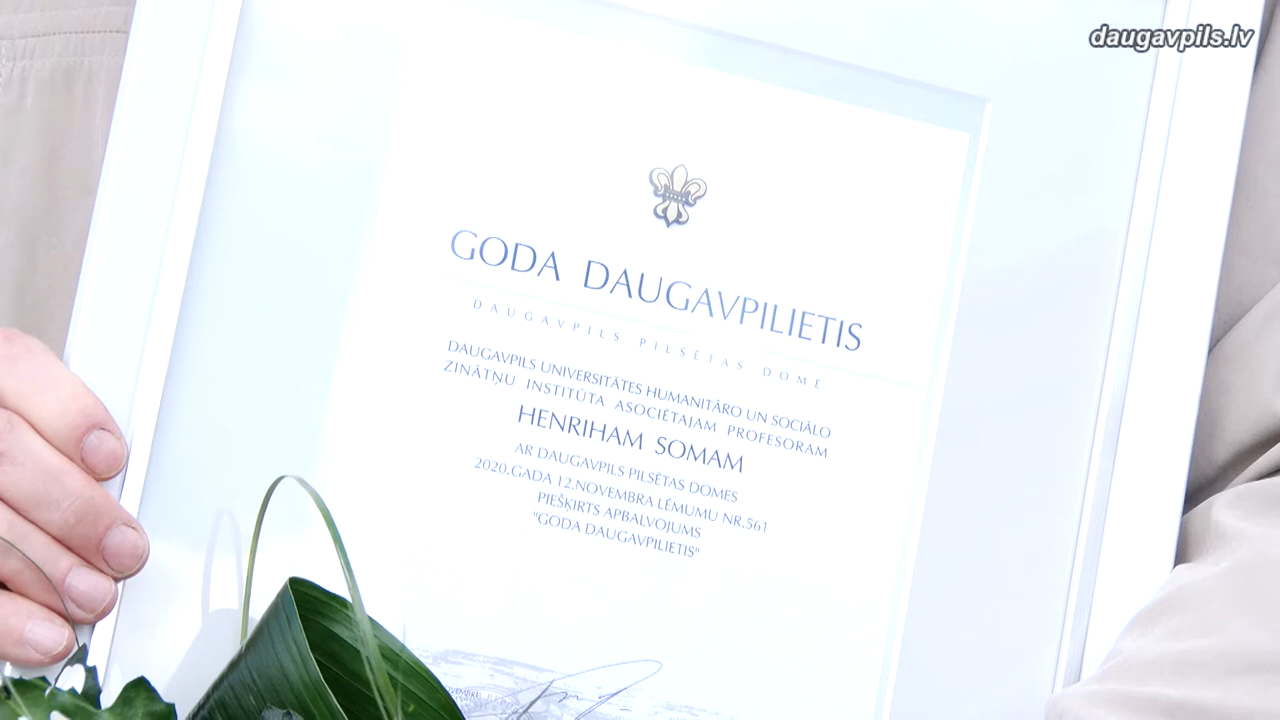 daugavpils.lv
GODA DAUGAVPILIETIS
DAUGAVPILS PILSĒTAS DOME
DAUGAVPILS UNIVERSITĀTES HUMANITĀRO UN SOCIĀLO
ZINĀTŅU INSTITŪTA ASOCIĒTAJAM PROFESORAM
HENRIHAM SOMAM
AR DAUGAVPILS PILSĒTAS DOMES
2020.GADA 12.NOVEMBRA LĒMUMU NR.561
PIEŠĶIRTS APBALVOJUMS
"GODA DAUGAVPILIETIS"